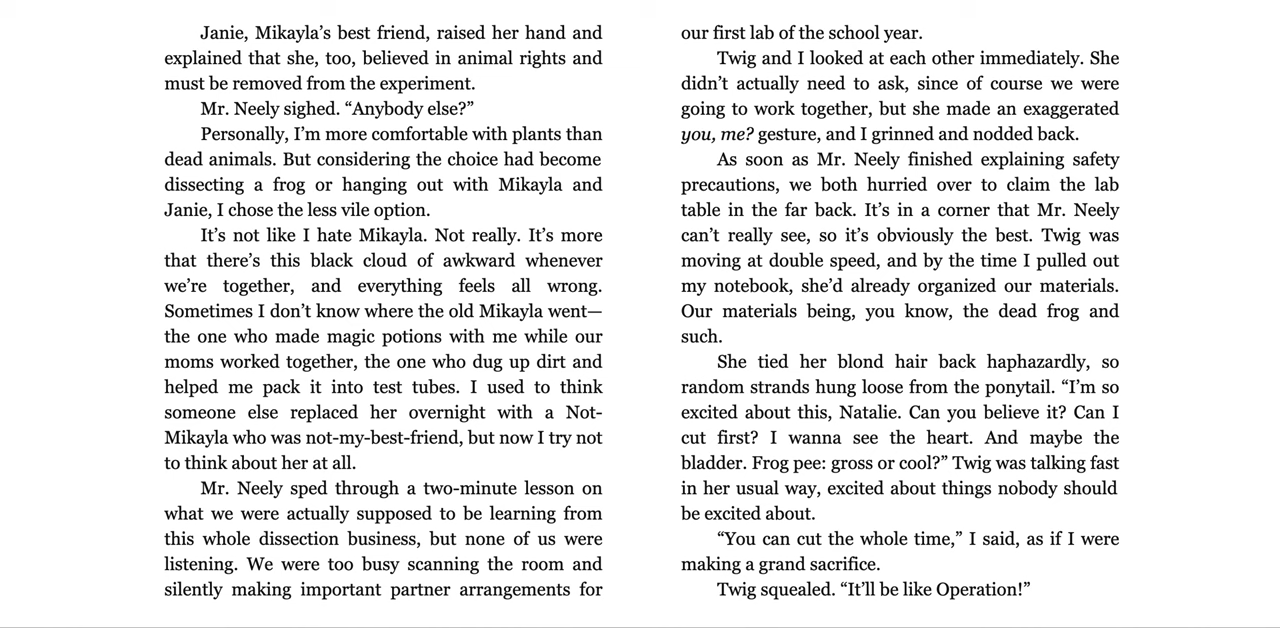 Janie, Mikayla’s best friend, raised her hand and
explained that she, too, believed in animal rights and
must be removed from the experiment.
Mr. Neely sighed. “Anybody else?”
Personally, I’m more comfortable with plants than
dead animals. But considering the choice had become
dissecting a frog or hanging out with Mikayla and
Janie, I chose the less vile option.
It’s not like I hate Mikayla. Not really. It’s more
that there’s this black cloud of awkward whenever
we’re together, and everything feels all wrong.
Sometimes I don’t know where the old Mikayla went—
the one who made magic potions with me while our
moms worked together, the one who dug up dirt and
helped me pack it into test tubes. I used to think
someone else replaced her overnight with a Not-
Mikayla who was not-my-best-friend, but now I try not
to think about her at all.
Mr. Neely sped through a two-minute lesson on
what we were actually supposed to be learning from
this whole dissection business, but none of us were
listening. We were too busy scanning the room and
silently making important partner arrangements for
our first lab of the school year.
Twig and I looked at each other immediately. She
didn’t actually need to ask, since of course we were
going to work together, but she made an exaggerated
you, me? gesture, and I grinned and nodded back.
As soon as Mr. Neely finished explaining safety
precautions, we both hurried over to claim the lab
table in the far back. It’s in a corner that Mr. Neely
can’t really see, so it’s obviously the best. Twig was
moving at double speed, and by the time I pulled out
my notebook, she’d already organized our materials.
Our materials being, you know, the dead frog and
such.
She tied her blond hair back haphazardly, so
random strands hung loose from the ponytail. “I’m so
excited about this, Natalie. Can you believe it? Can I
cut first? I wanna see the heart. And maybe the
bladder. Frog pee: gross or cool?” Twig was talking fast
in her usual way, excited about things nobody should
be excited about.
“You can cut the whole time,” I said, as if I were
making a grand sacrifice.
Twig squealed. “It’ll be like Operation!”